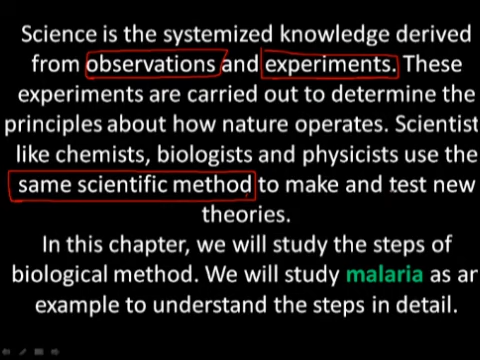 Science is the systemized knowledge derived
from observations and experiments. These
experiments are carried out to determine the
principles about how nature operates. Scientist
like chemists, biologists and physicists use the
same scientific method to make and test new
theories.
In this chapter, we will study the steps of
biological method. We will study malaria as an
example to understand the steps in detail.